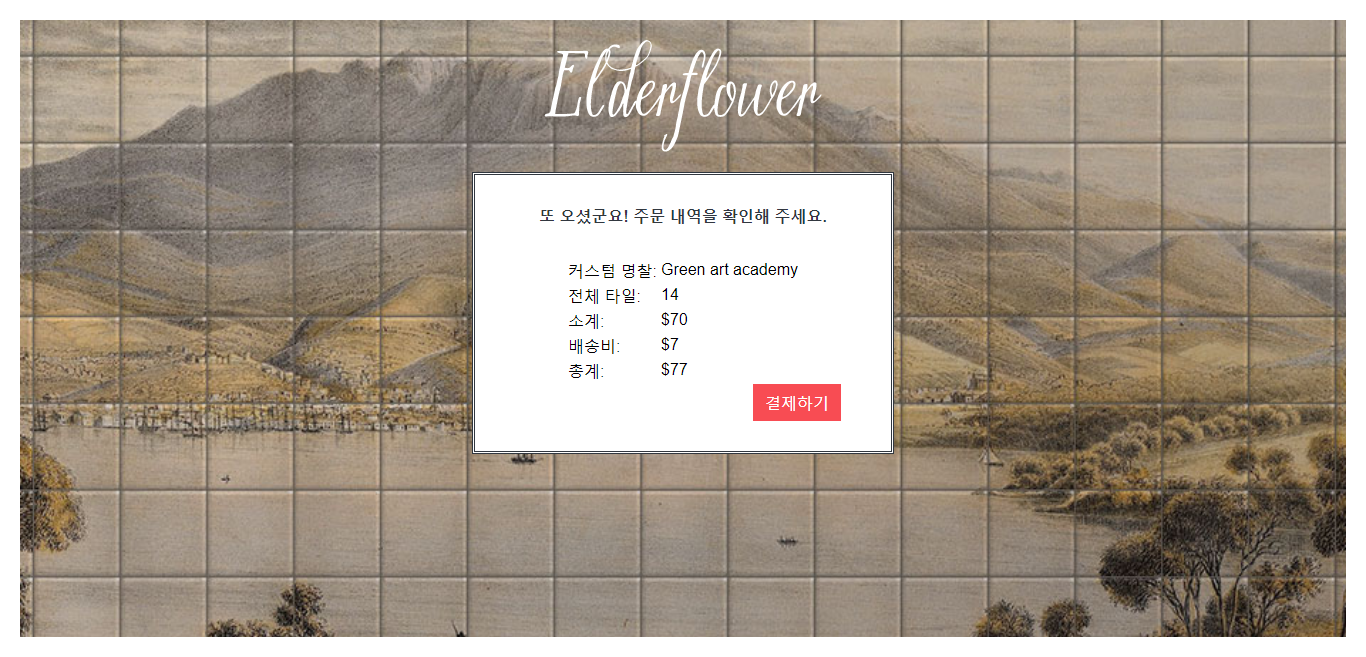 Elderflower
또 오셨군요! 주문 내역을 확인해 주세요.
커스텀 명찰: Green art academy
전체 타일: 14
소계: $70
배송비: $7
총계: $77
결제하기